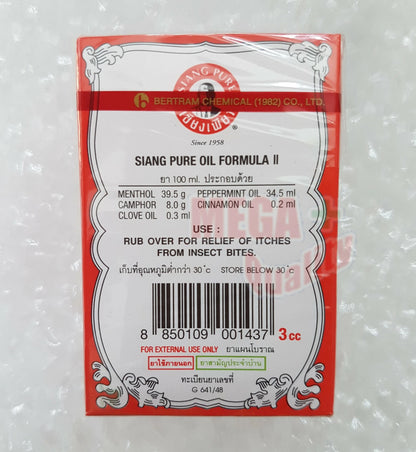 SIANG PURE
เซียงเพียว
®
Since 1958
BERTRAM CHEMICAL (1982) CO., LTD.
SIANG PURE OIL FORMULA II
ยา 100 ml. ประกอบด้วย
MENTHOL 39.5 g PEPPERMINT OIL 34.5 ml
CAMPHOR 8.0 g CINNAMON OIL 0.2 ml
CLOVE OIL 0.3 ml
USE :
RUB OVER FOR RELIEF OF ITCHES
FROM INSECT BITES.
เก็บที่อุณหภูมิต่ำกว่า 30 °c STORE BELOW 30 °c
8 850109 001437 3 cc
FOR EXTERNAL USE ONLY ยาแผนโบราณ
ยาใช้ภายนอก ยาสามัญประจำบ้าน
ทะเบียนยาเลขที่
G 641/48
MEGA
Quality